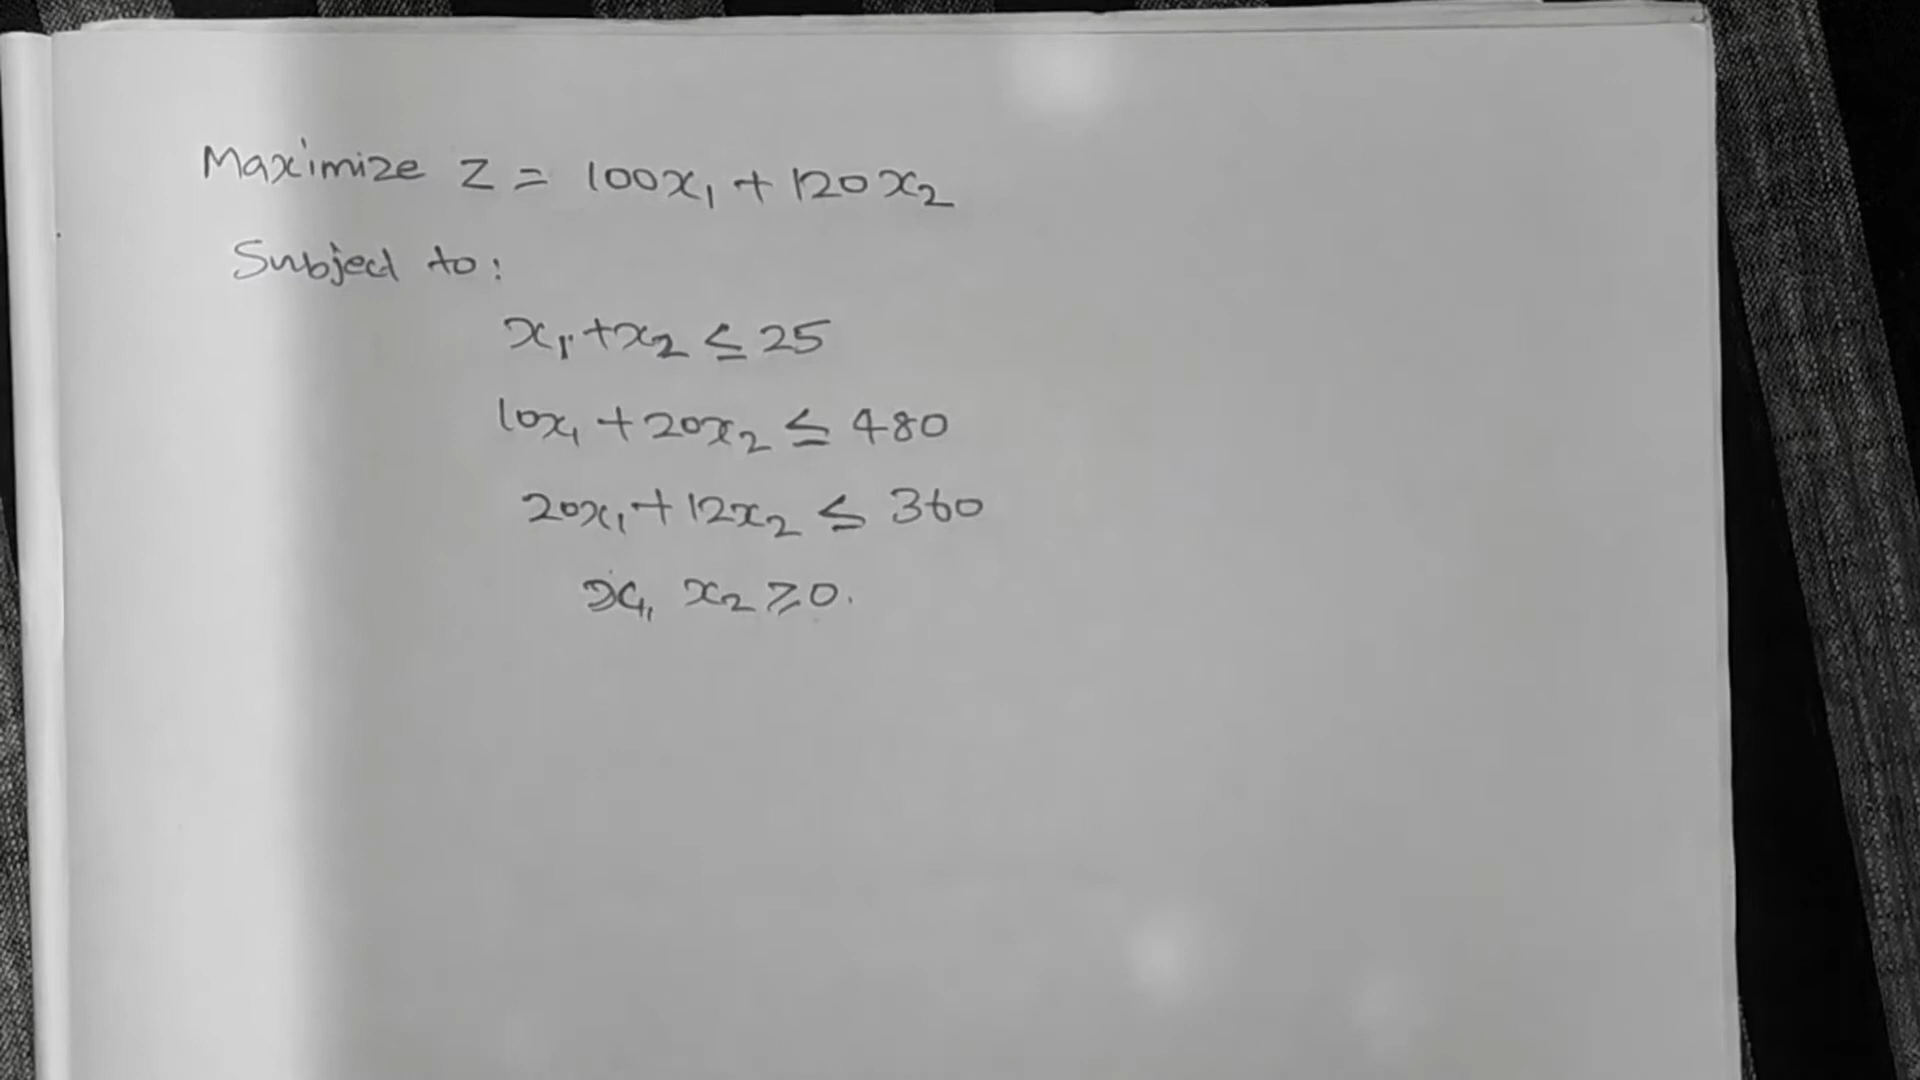 Maximize Z = 100x₁ + 120x₂
Subject to:
x₁ + x₂ ≤ 25
10x₁ + 20x₂ ≤ 480
20x₁ + 12x₂ ≤ 360
x₁, x₂ ≥ 0.